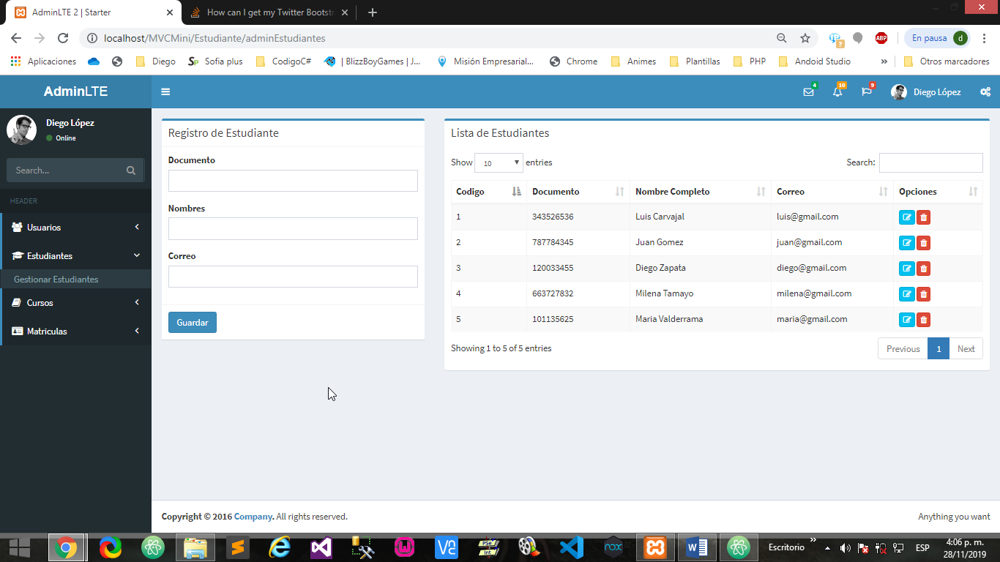 AdminLTE 2 | Starter
How can I get my Twitter Bootstr
localhost/MVCMini/Estudiante/adminEstudiantes
ABP
En pausa
d
Aplicaciones
Diego
Sp Sofia plus
CodigoC#
| BlizzBoyGames | J...
Misión Empresarial...
Chrome
Animes
Plantillas
PHP
Andoid Studio
»
Otros marcadores
AdminLTE
4
10
9
Diego López
Diego López
Online
Search...
HEADER
Usuarios
Estudiantes
Gestionar Estudiantes
Cursos
Matriculas
Registro de Estudiante
Documento
Nombres
Correo
Guardar
Lista de Estudiantes
Show 10 entries
Search:
Codigo Documento Nombre Completo Correo Opciones
1 343526536 Luis Carvajal luis@gmail.com
2 787784345 Juan Gomez juan@gmail.com
3 120033455 Diego Zapata diego@gmail.com
4 663727832 Milena Tamayo milena@gmail.com
5 101135625 Maria Valderrama maria@gmail.com
Showing 1 to 5 of 5 entries
Previous 1 Next
Copyright © 2016 Company. All rights reserved.
Anything you want
Escritorio
»
ESP
4:06 p. m.
28/11/2019